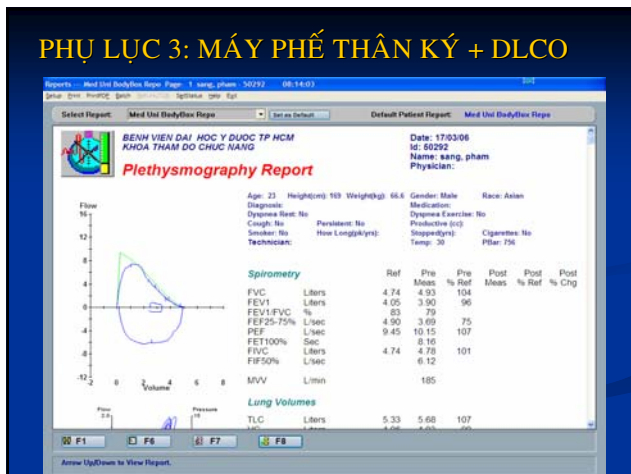 PHỤ LỤC 3: MÁY PHẾ THÂN KÝ + DLCO
Reports -- Med Uni BodyBox Repo Page: 1 sang, pham - 50292 08:14:03
Setup Print PrintPDF Batch Options/Edit SigStatus Help Exit
Select Report: Med Uni BodyBox Repo Set as Default Default Patient Report: Med Uni BodyBox Repo
BENH VIEN DAI HOC Y DUOC TP HCM
KHOA THAM DO CHUC NANG
Plethysmography Report
Date: 17/03/06
Id: 50292
Name: sang, pham
Physician:
Age: 23 Height(cm): 169 Weight(kg): 66.6 Gender: Male Race: Asian
Diagnosis: Medication:
Dyspnea Rest: No Dyspnea Exercise: No
Cough: No Persistent: No Productive (cc):
Smoker: No How Long(pk/yrs): Stopped(yrs): Cigarettes: No
Technician: Temp: 30 PBar: 756
Flow
16
12
8
4
0
-4
-8
-12
-2 0 2 4 6 8
Volume
Spirometry Ref Pre Meas Pre % Ref Post Meas Post % Ref Post % Chg
FVC Liters 4.74 4.93 104
FEV1 Liters 4.05 3.90 96
FEV1/FVC % 83 79
FEF25-75% L/sec 4.90 3.69 75
PEF L/sec 9.45 10.15 107
FET100% Sec 8.16
FIVC Liters 4.74 4.78 101
FIF50% L/sec 6.12
MVV L/min 185
Lung Volumes
TLC Liters 5.33 5.68 107
Flow Pressure
F1 F6 F7 F8
Arrow Up/Down to View Report.